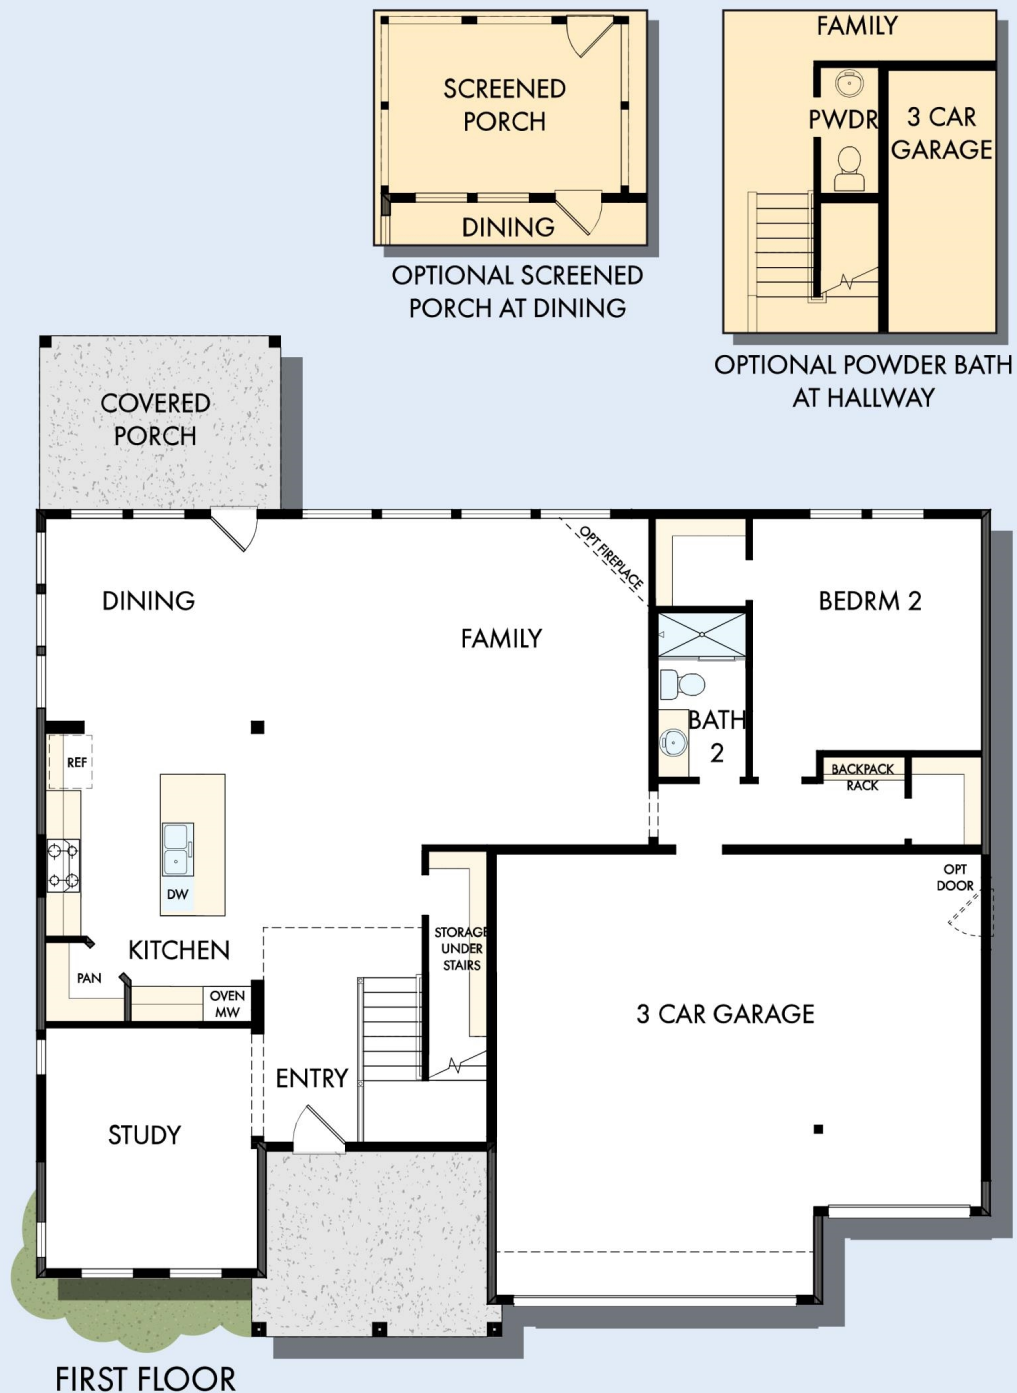 FAMILY
SCREENED
PORCH
PWDR
3 CAR
GARAGE
DINING
OPTIONAL SCREENED
PORCH AT DINING
OPTIONAL POWDER BATH
AT HALLWAY
COVERED
PORCH
OPT FIREPLACE
DINING
BEDRM 2
FAMILY
BATH
2
REF
BACKPACK
RACK
OPT
DOOR
DW
STORAGE
UNDER
STAIRS
KITCHEN
PAN
OVEN
MW
3 CAR GARAGE
ENTRY
STUDY
FIRST FLOOR